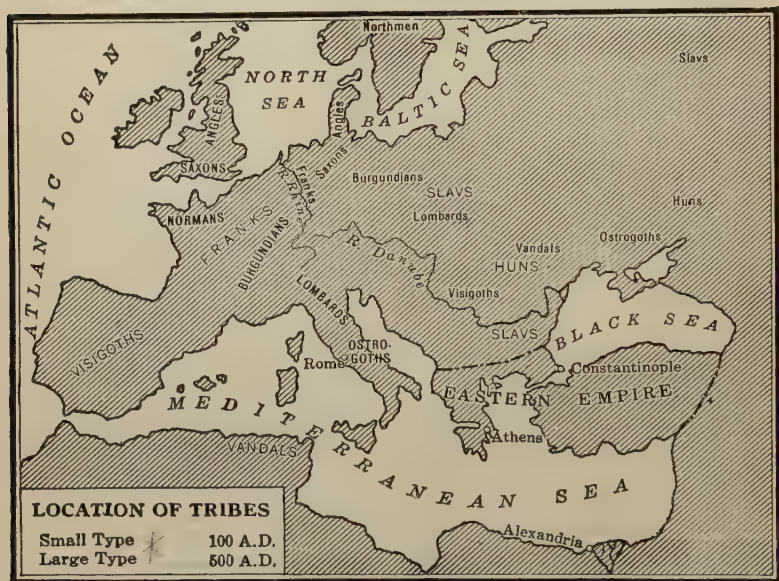 Northmen
Slavs
NORTH
SEA
BALTIC SEA
ATLANTIC OCEAN
ANGLES
Angles
SAXONS
Saxons
Franks
R. Rhine
Burgundians
SLAVS
Lombards
Huns
NORMANS
FRANKS
BURGUNDIANS
R. Danube
Vandals
HUNS
Ostrogoths
Visigoths
LOMBARDS
SLAVS
BLACK SEA
VISIGOTHS
OSTRO-
GOTHS
Rome
Constantinople
EASTERN EMPIRE
MEDITERRANEAN SEA
Athens
VANDALS
Alexandria
LOCATION OF TRIBES
Small Type 100 A.D.
Large Type 500 A.D.